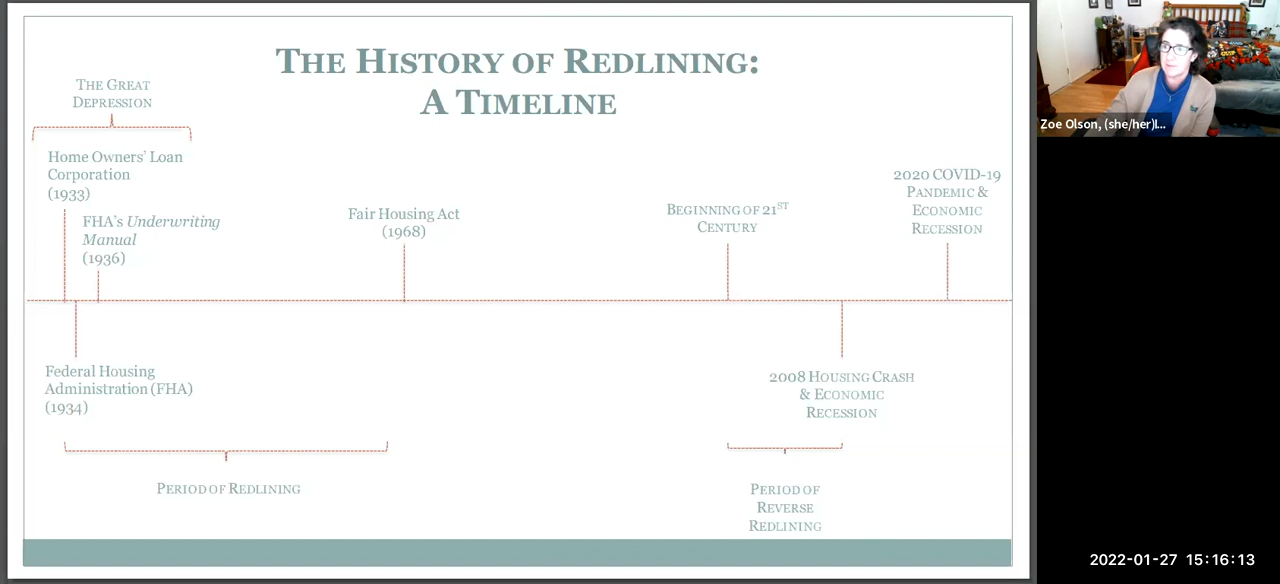 THE HISTORY OF REDLINING:
A TIMELINE
THE GREAT
DEPRESSION
Home Owners’ Loan
Corporation
(1933)
FHA’s Underwriting
Manual
(1936)
Fair Housing Act
(1968)
BEGINNING OF 21ST
CENTURY
2020 COVID-19
PANDEMIC &
ECONOMIC
RECESSION
Federal Housing
Administration (FHA)
(1934)
2008 HOUSING CRASH
& ECONOMIC
RECESSION
PERIOD OF REDLINING
PERIOD OF
REVERSE
REDLINING
Zoe Olson, (she/her)I...
2022-01-27 15:16:13